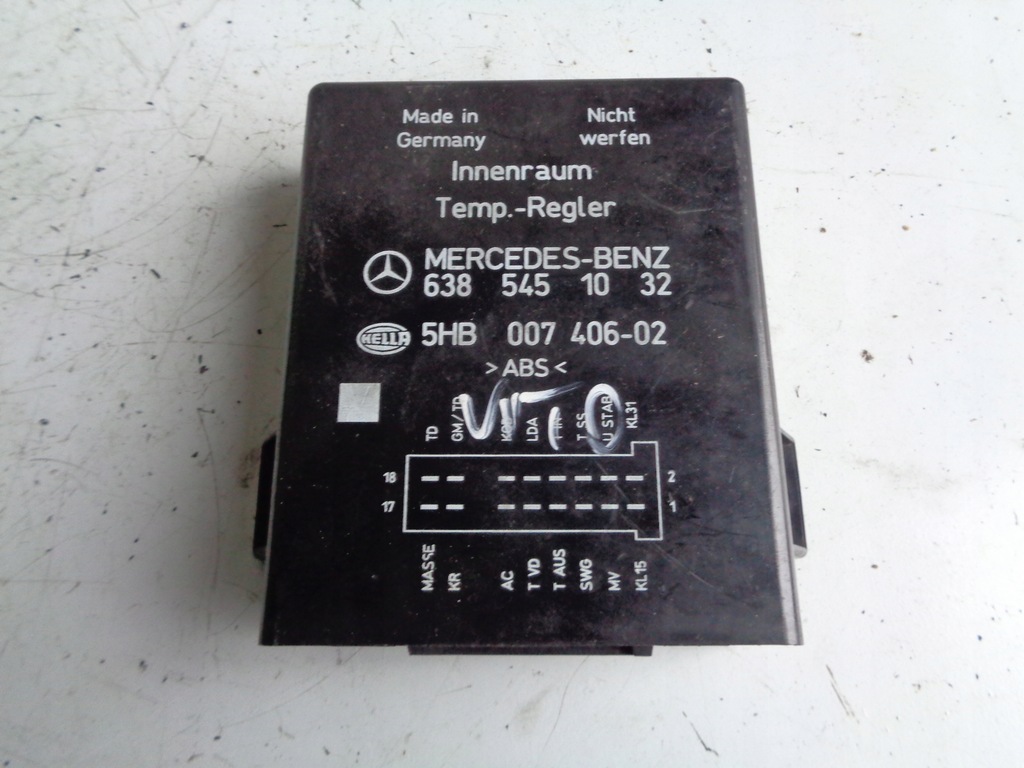 Made in Nicht
Germany werfen
Innenraum
Temp.-Regler
MERCEDES-BENZ
638 545 10 32
HELLA 5HB 007 406-02
>ABS<
TD GM/TD LDA T SS U STAB KL31
18 2
17 1
MASSE KR AC T VD T AUS SWG MV KL15